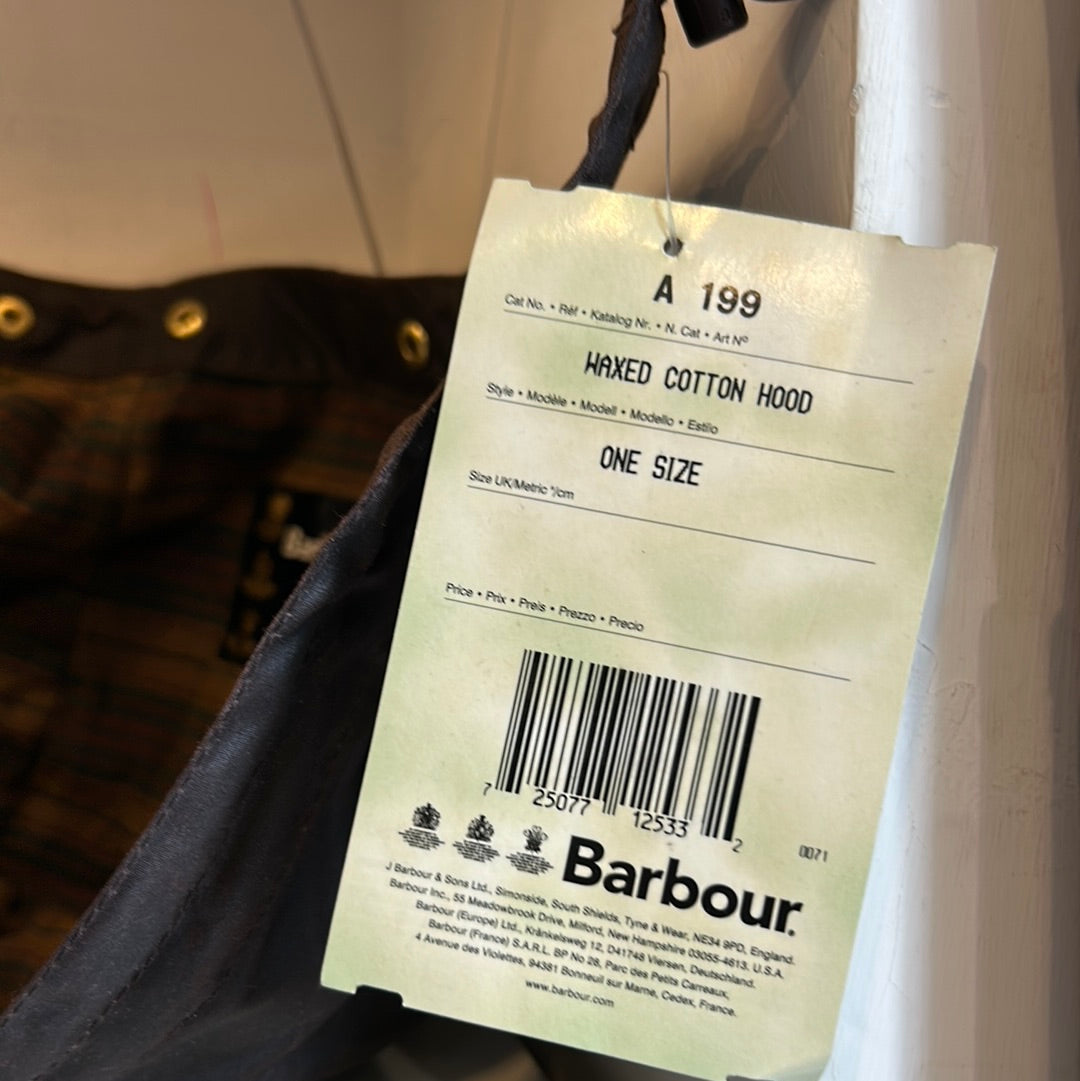 A 199
Cat No. • Réf • Katalog Nr. • N. Cat • Art Nº
WAXED COTTON HOOD
Style • Modèle • Modell • Modello • Estilo
ONE SIZE
Size UK/Metric "/cm
Price • Prix • Preis • Prezzo • Precio
7 25077 12533 2
0071
Barbour.
J Barbour & Sons Ltd., Simonside, South Shields, Tyne & Wear, NE34 9PD, England.
Barbour Inc., 55 Meadowbrook Drive, Milford, New Hampshire 03055-4613. U.S.A.
Barbour (Europe) Ltd., Kränkelsweg 12, D41748 Viersen, Deutschland.
Barbour (France) S.A.R.L. BP No 28, Parc des Petits Carreaux,
4 Avenue des Violettes, 94381 Bonneuil sur Marne, Cedex, France.
www.barbour.com